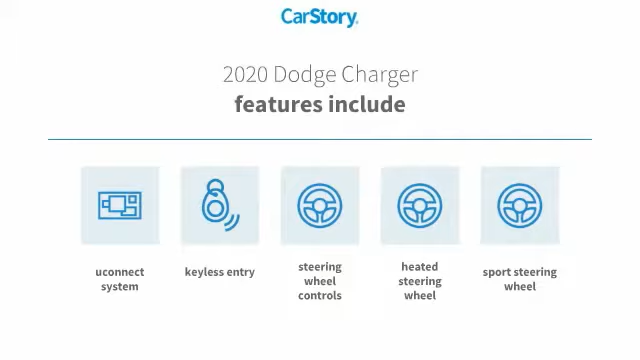 CarStory
2020 Dodge Charger
features include
uconnect
system
keyless entry
steering
wheel
controls
heated
steering
wheel
sport steering
wheel